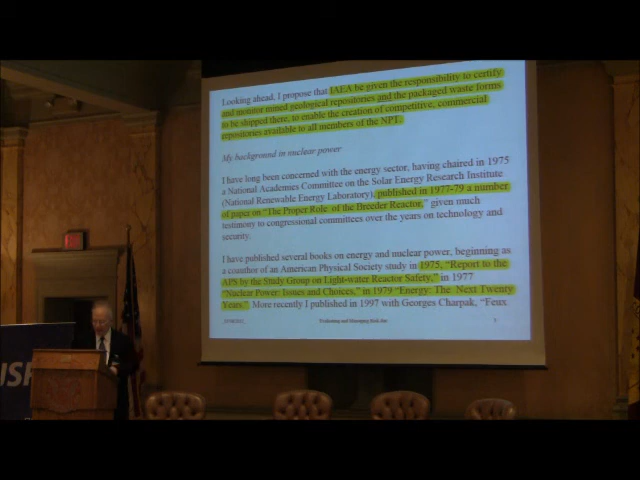 Looking ahead, I propose that IAEA be given the responsibility to certify
and monitor mined geological repositories and the packaged waste forms
to be shipped there, to enable the creation of competitive, commercial
repositories available to all members of the NPT.
My background in nuclear power
I have long been concerned with the energy sector, having chaired in 1975
a National Academies Committee on the Solar Energy Research Institute
(National Renewable Energy Laboratory), published in 1977-79 a number
of paper on "The Proper Role of the Breeder Reactor," given much
testimony to congressional committees over the years on technology and
security.
I have published several books on energy and nuclear power, beginning as
a coauthor of an American Physical Society study in 1975, "Report to the
APS by the Study Group on Light-water Reactor Safety," in 1977
"Nuclear Power: Issues and Choices," in 1979 "Energy: The Next Twenty
Years." More recently I published in 1997 with Georges Charpak, "Feux
Evaluating and Managing Risk